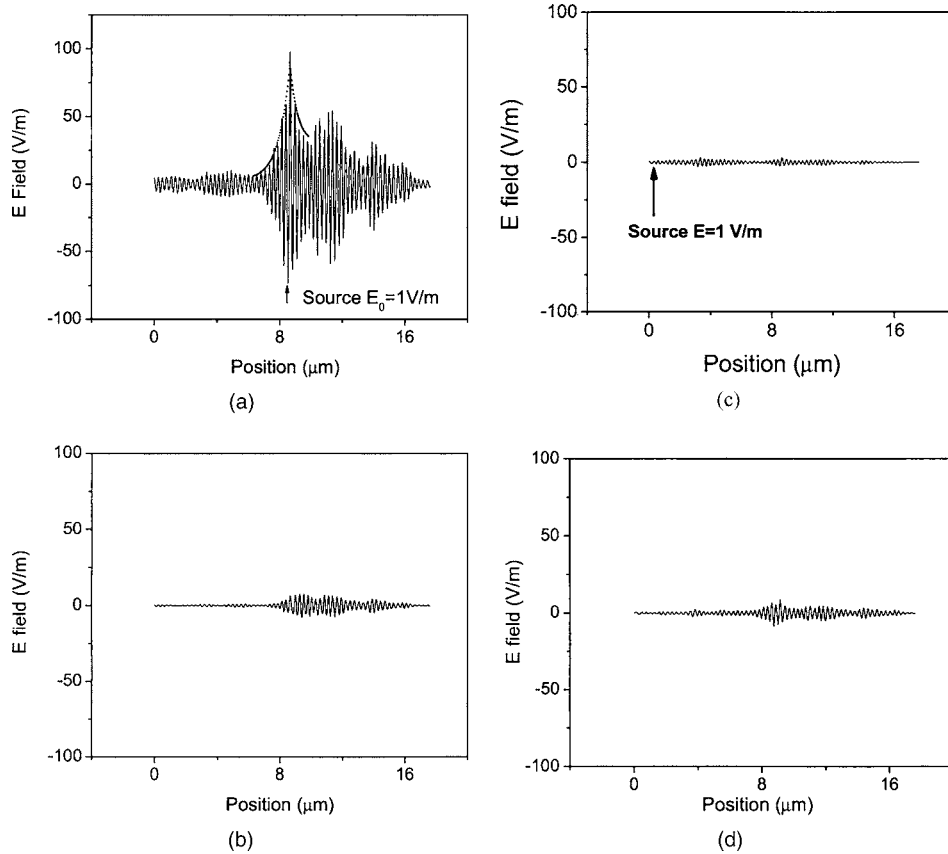 100
50
0
-50
-100
E Field (V/m)
Source E0=1V/m
0 8 16
Position (μm)
(a)
100
50
0
-50
-100
E field (V/m)
Source E=1 V/m
0 8 16
Position (μm)
(c)
100
50
0
-50
-100
E field (V/m)
0 8 16
Position (μm)
(b)
100
50
0
-50
-100
E field (V/m)
0 8 16
Position (μm)
(d)